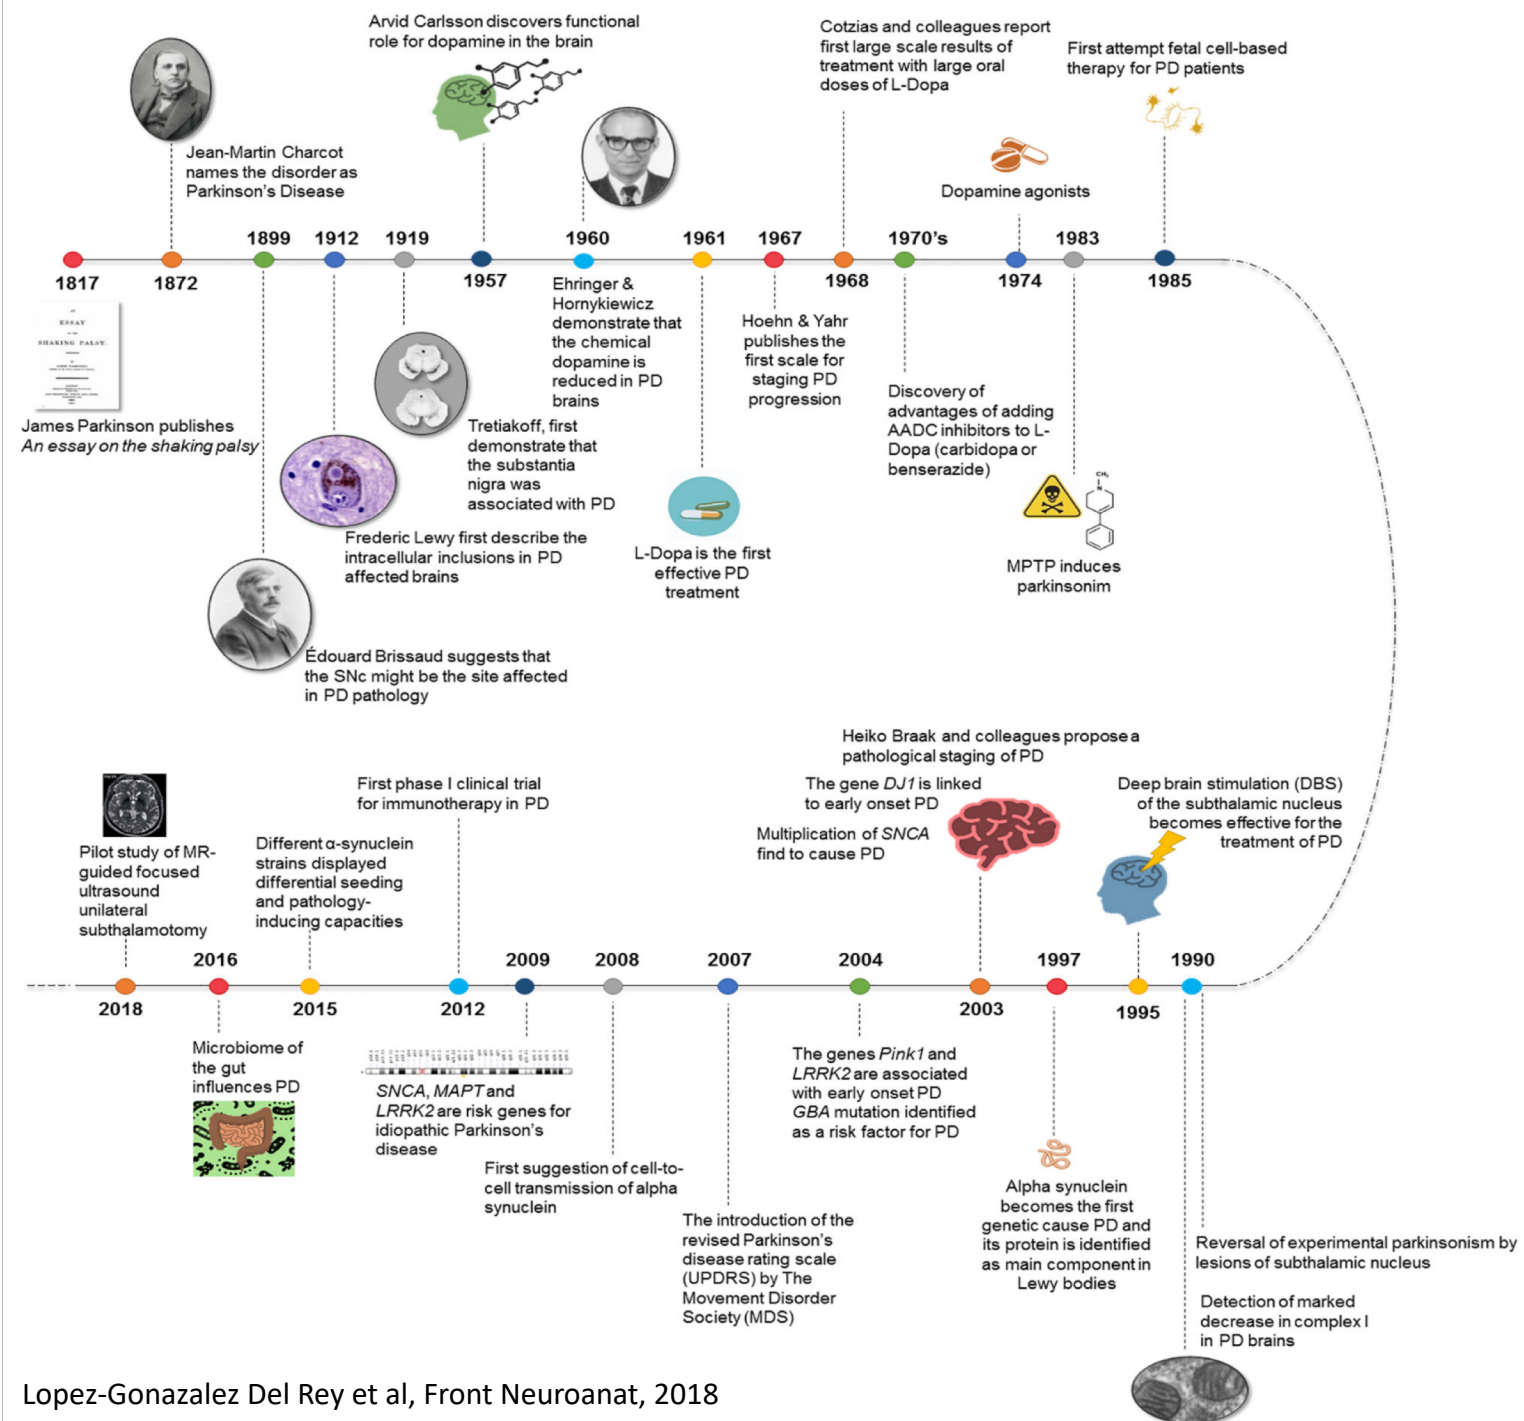 Arvid Carlsson discovers functional
role for dopamine in the brain
Cotzias and colleagues report
first large scale results of
treatment with large oral
doses of L-Dopa
First attempt fetal cell-based
therapy for PD patients
Jean-Martin Charcot
names the disorder as
Parkinson's Disease
Dopamine agonists
1899
1912
1919
1960
1961
1967
1970's
1983
1817
1872
1957
1968
1974
1985
ESSAY
SHAKING PALSY.
James Parkinson publishes
An essay on the shaking palsy
Ehringer &
Hornykiewicz
demonstrate that
the chemical
dopamine is
reduced in PD
brains
Hoehn & Yahr
publishes the
first scale for
staging PD
progression
Discovery of
advantages of adding
AADC inhibitors to L-
Dopa (carbidopa or
benserazide)
Tretiakoff, first
demonstrate that
the substantia
nigra was
associated with PD
CH₃
N
Frederic Lewy first describe the
intracellular inclusions in PD
affected brains
L-Dopa is the first
effective PD
treatment
MPTP induces
parkinsonim
Édouard Brissaud suggests that
the SNc might be the site affected
in PD pathology
Heiko Braak and colleagues propose a
pathological staging of PD
The gene DJ1 is linked
to early onset PD
Multiplication of SNCA
find to cause PD
Deep brain stimulation (DBS)
of the subthalamic nucleus
becomes effective for the
treatment of PD
First phase I clinical trial
for immunotherapy in PD
Different α-synuclein
strains displayed
differential seeding
and pathology-
inducing capacities
Pilot study of MR-
guided focused
ultrasound
unilateral
subthalamotomy
2016
2009
2008
2007
2004
1997
1990
2018
2015
2012
2003
1995
Microbiome of
the gut
influences PD
SNCA, MAPT and
LRRK2 are risk genes for
idiopathic Parkinson's
disease
First suggestion of cell-to-
cell transmission of alpha
synuclein
The introduction of the
revised Parkinson's
disease rating scale
(UPDRS) by The
Movement Disorder
Society (MDS)
The genes Pink1 and
LRRK2 are associated
with early onset PD
GBA mutation identified
as a risk factor for PD
Alpha synuclein
becomes the first
genetic cause PD and
its protein is identified
as main component in
Lewy bodies
Reversal of experimental parkinsonism by
lesions of subthalamic nucleus
Detection of marked
decrease in complex I
in PD brains
Lopez-Gonazalez Del Rey et al, Front Neuroanat, 2018